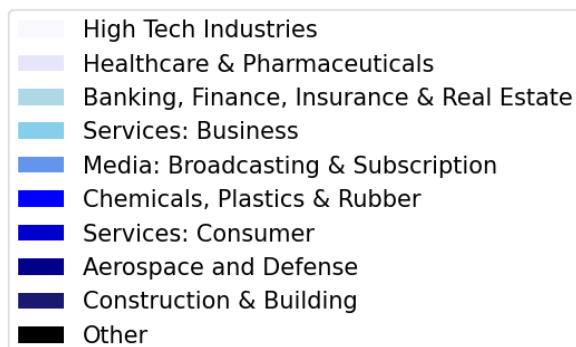 High Tech Industries
Healthcare & Pharmaceuticals
Banking, Finance, Insurance & Real Estate
Services: Business
Media: Broadcasting & Subscription
Chemicals, Plastics & Rubber
Services: Consumer
Aerospace and Defense
Construction & Building
Other